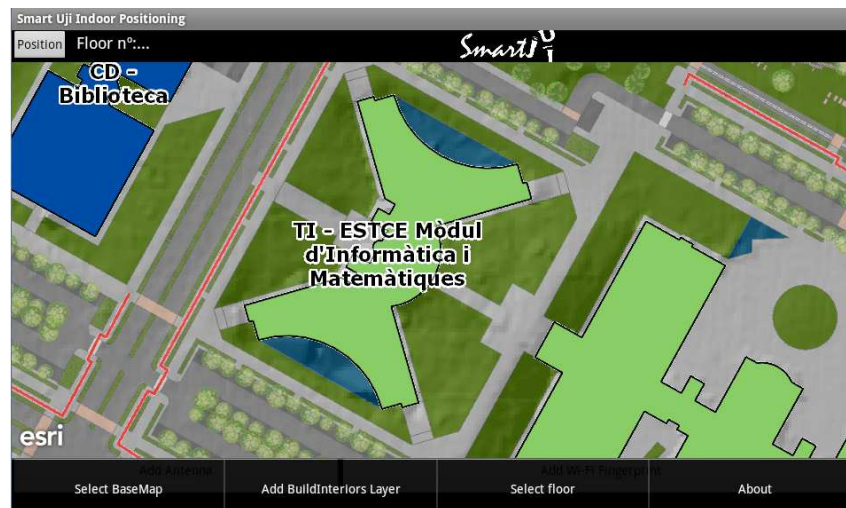 Smart Uji Indoor Positioning
Position Floor nº:...
SmartUJI
CD -
Biblioteca
TI - ESTCE Mòdul
d'Informàtica i
Matemàtiques
esri
Add Antenna Add Wi-Fi Fingerprint
Select BaseMap Add BuildInteriors Layer Select floor About